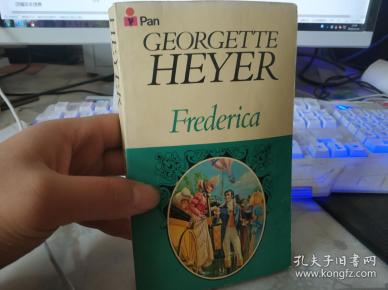 Pan
GEORGETTE
HEYER
Frederica
孔夫子旧书网
www.kongfz.com